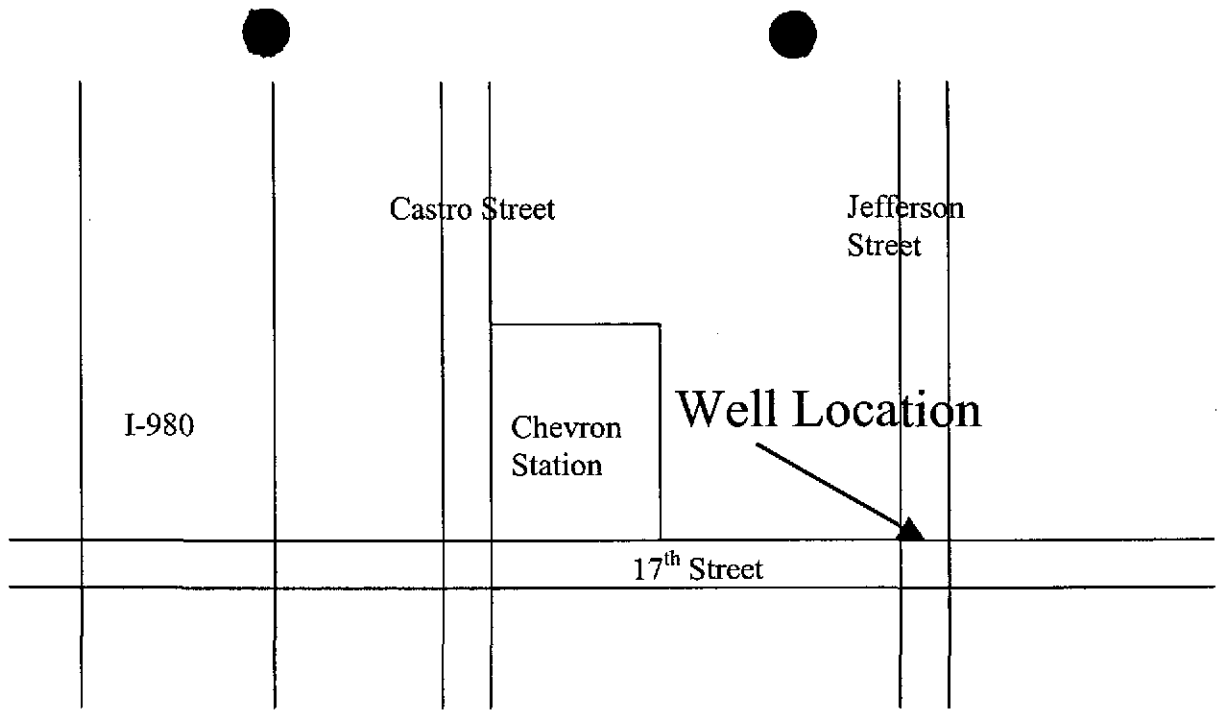 Castro Street
Jefferson
Street
I-980
Chevron
Station
Well Location
17th Street